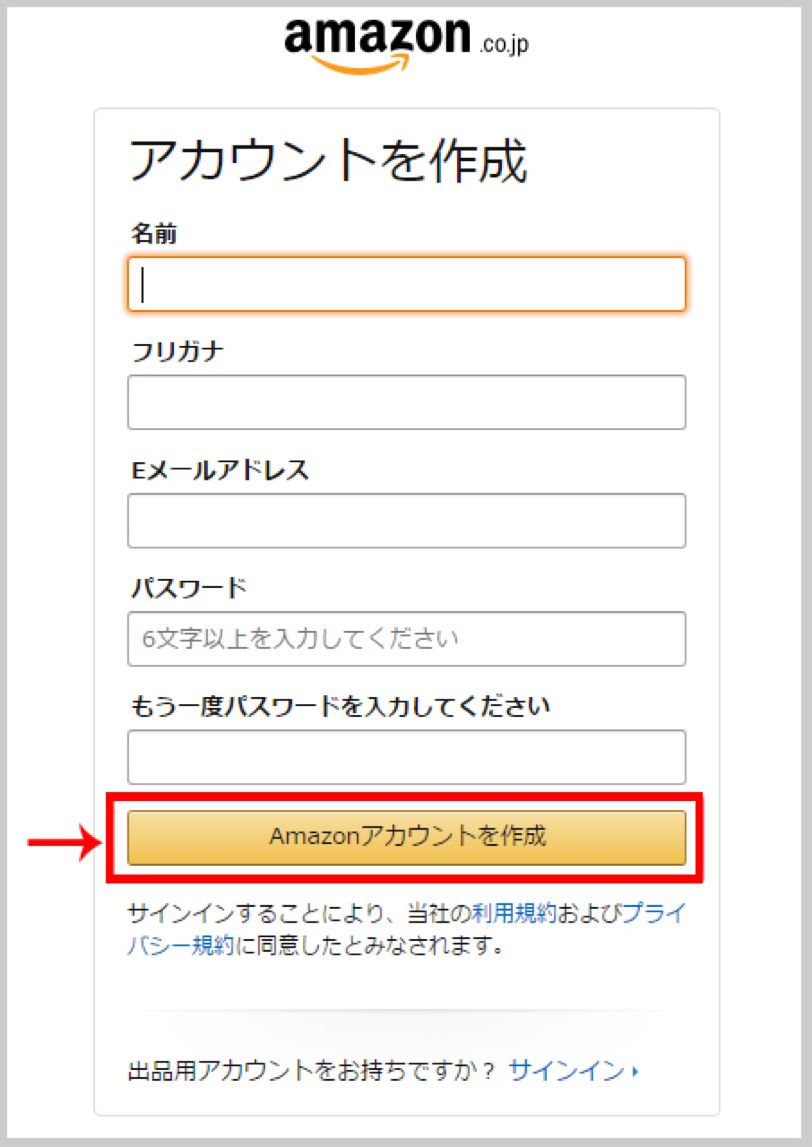 amazon.co.jp
アカウントを作成
名前
フリガナ
Eメールアドレス
パスワード
6文字以上を入力してください
もう一度パスワードを入力してください
Amazonアカウントを作成
サインインすることにより、当社の利用規約およびプライ
バシー規約に同意したとみなされます。
出品用アカウントをお持ちですか？ サインイン